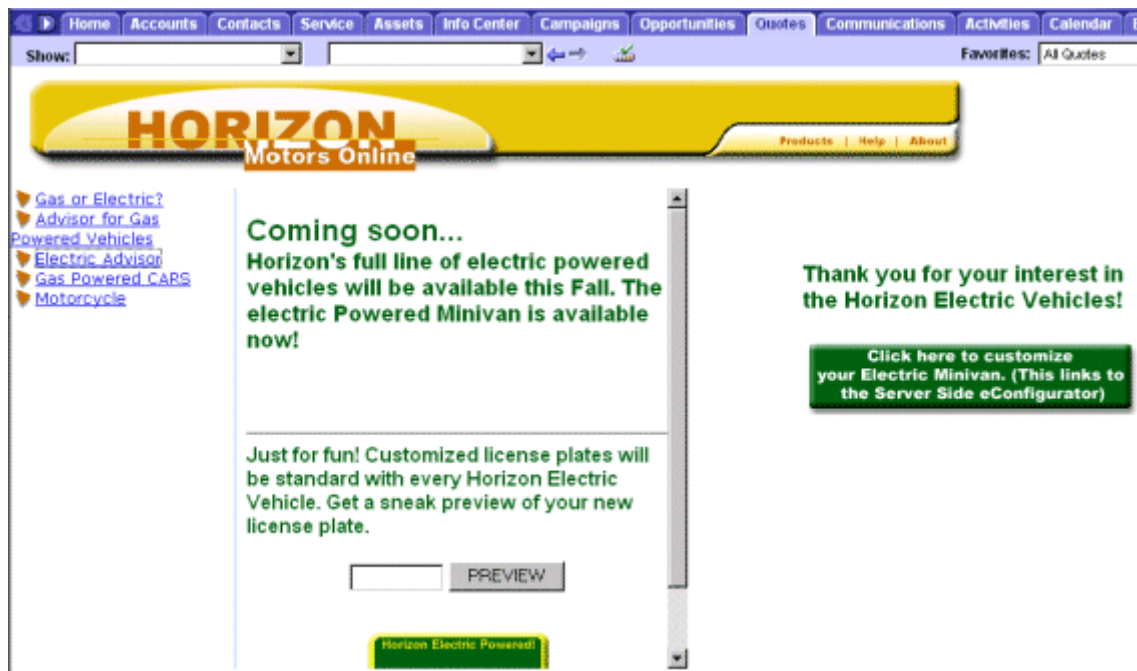 Home Accounts Contacts Service Assets Info Center Campaigns Opportunities Quotes Communications Activities Calendar
Show: Favorites: All Quotes
HORIZON
Motors Online
Products | Help | About
Gas or Electric?
Advisor for Gas
Powered Vehicles
Electric Advisor
Gas Powered CARS
Motorcycle
Coming soon...
Horizon's full line of electric powered
vehicles will be available this Fall. The
electric Powered Minivan is available
now!
Just for fun! Customized license plates will
be standard with every Horizon Electric
Vehicle. Get a sneak preview of your new
license plate.
PREVIEW
Horizon Electric Powered!
Thank you for your interest in
the Horizon Electric Vehicles!
Click here to customize
your Electric Minivan. (This links to
the Server Side eConfigurator)